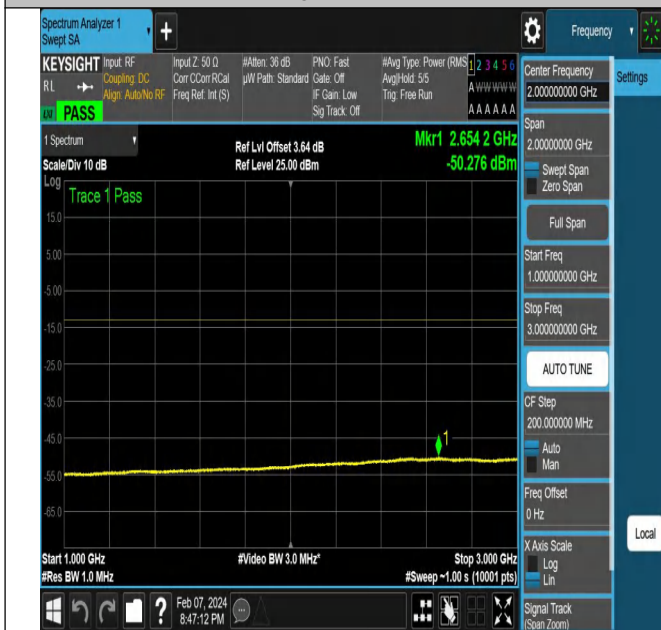 Spectrum Analyzer 1
Swept SA
+
Frequency
KEYSIGHT
RL
LXI
PASS
Input: RF
Coupling: DC
Align: Auto/No RF
Input Z: 50 Ω
Corr CCorr RCal
Freq Ref: Int (S)
#Atten: 36 dB
µW Path: Standard
PNO: Fast
Gate: Off
IF Gain: Low
Sig Track: Off
#Avg Type: Power (RMS
Avg|Hold: 5/5
Trig: Free Run
1 2 3 4 5 6
A W W W W W
A A A A A A
1 Spectrum
Scale/Div 10 dB
Ref Lvl Offset 3.64 dB
Ref Level 25.00 dBm
Mkr1 2.654 2 GHz
-50.276 dBm
Log
Trace 1 Pass
15.0
5.00
-5.00
-15.0
-25.0
-35.0
-45.0
-55.0
-65.0
1
Start 1.000 GHz
#Res BW 1.0 MHz
#Video BW 3.0 MHz*
Stop 3.000 GHz
#Sweep ~1.00 s (10001 pts)
?
Feb 07, 2024
8:47:12 PM
Center Frequency
2.000000000 GHz
Settings
Span
2.00000000 GHz
Swept Span
Zero Span
Full Span
Start Freq
1.000000000 GHz
Stop Freq
3.000000000 GHz
AUTO TUNE
CF Step
200.000000 MHz
Auto
Man
Freq Offset
0 Hz
Local
X Axis Scale
Log
Lin
Signal Track
(Span Zoom)